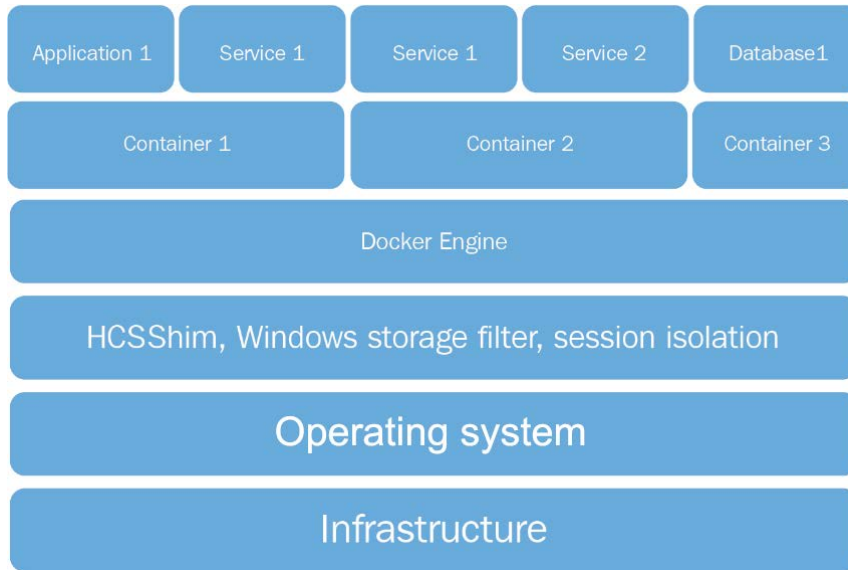 Application 1
Service 1
Service 1
Service 2
Database1
Container 1
Container 2
Container 3
Docker Engine
HCSShim, Windows storage filter, session isolation
Operating system
Infrastructure